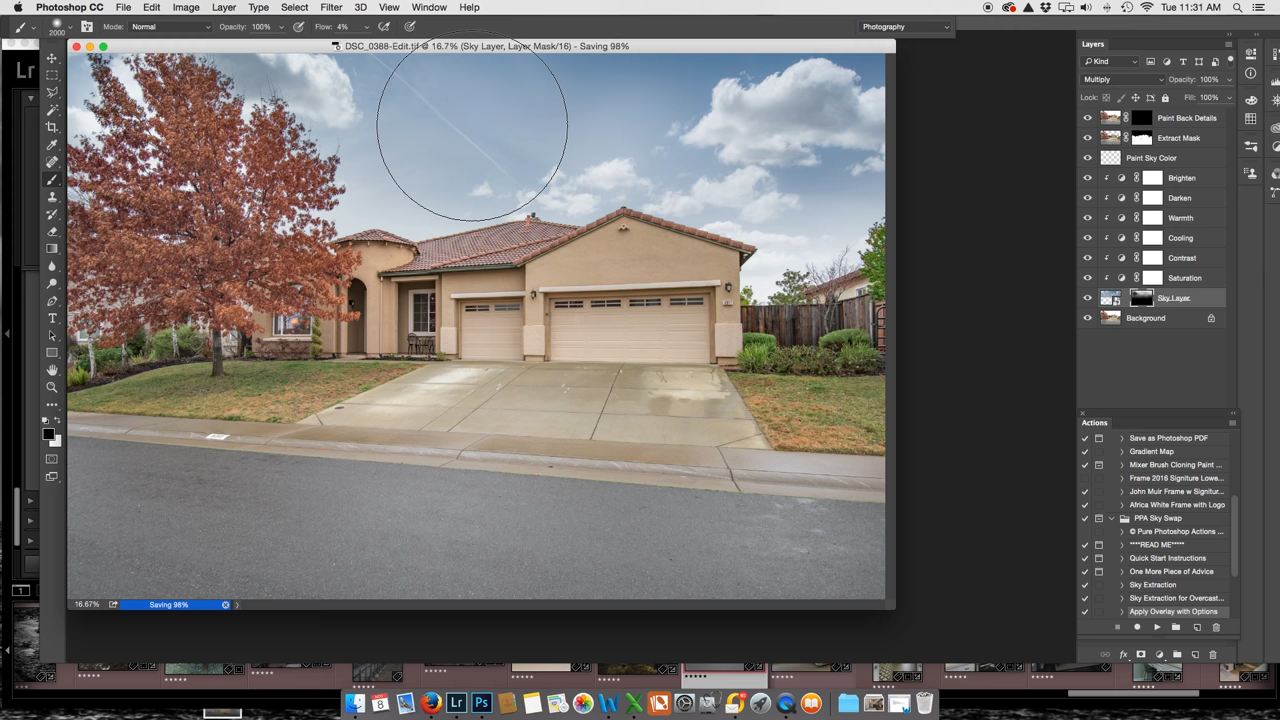 Photoshop CC File Edit Image Layer Type Select Filter 3D View Window Help
Tue 11:31 AM
2000 Mode: Normal Opacity: 100% Flow: 4% Photography
DSC_0388-Edit.tif @ 16.7% (Sky Layer, Layer Mask/16) - Saving 98%
Lr
Layers
Kind
Multiply Opacity: 100%
Lock: Fill: 100%
Paint Back Details
Extract Mask
Paint Sky Color
Brighten
Darken
Warmth
Cooling
Contrast
Saturation
Sky Layer
Background
Actions
Save as Photoshop PDF
Gradient Map
Mixer Brush Cloning Paint ...
Frame 2016 Signiture Lowe...
John Muir Frame w Signitur...
Africa White Frame with Logo
PPA Sky Swap
© Pure Photoshop Actions ...
****READ ME*****
Quick Start Instructions
One More Piece of Advice
Sky Extraction
Sky Extraction for Overcast...
Apply Overlay with Options
16.67% Saving 98%
1
fx
Lr Ps